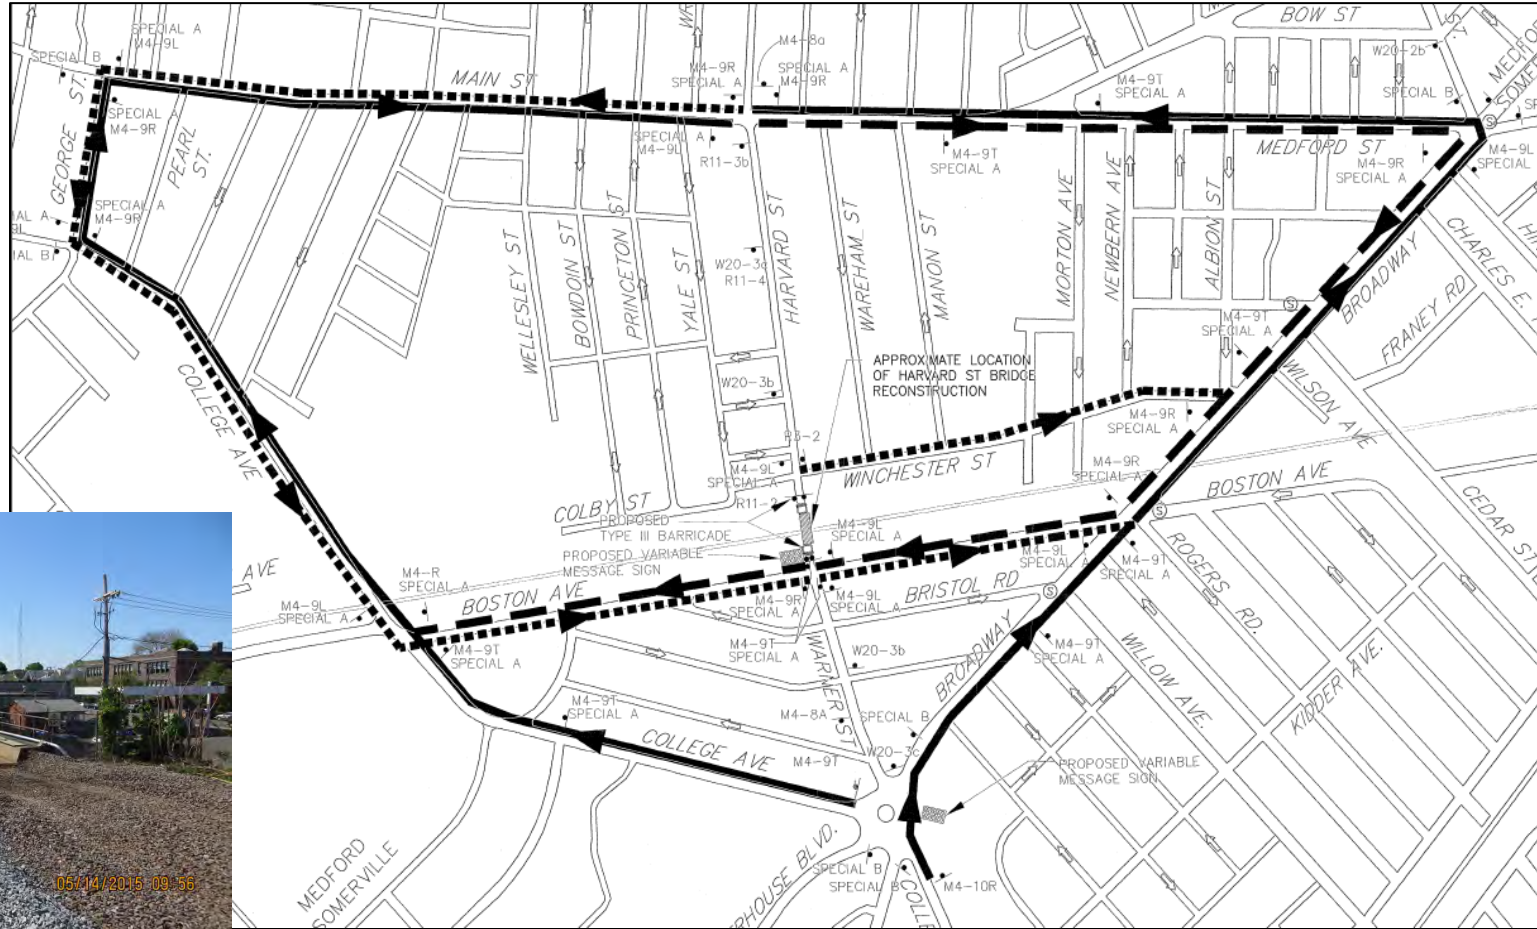 BOW ST
SPECIAL A
M4-9L
SPECIAL B
M4-8a
W20-2b
M4-9R
SPECIAL A
SPECIAL A
M4-9R
M4-9T
SPECIAL A
SPECIAL B
MAIN ST
GEORGE ST.
SPECIAL A
M4-9R
PEARL
ST.
SPECIAL A
M4-9L
R11-3b
M4-9T
SPECIAL A
MEDFORD ST
M4-9R
SPECIAL A
M4-9L
SPECIAL
SPECIAL A
M4-9R
WELLESLEY ST
BOWDOIN ST
PRINCETON ST
YALE ST
HARVARD ST
WAREHAM ST
MANON ST
MORTON AVE
NEWBERN AVE
ALBION ST
BROADWAY
CHARLES E.
FRANEY RD
W20-3c
R11-4
M4-9T
SPECIAL A
APPROXIMATE LOCATION
OF HARVARD ST BRIDGE
RECONSTRUCTION
COLLEGE AVE
W20-3b
WILSON AVE
M4-9R
SPECIAL A
R3-2
M4-9L
SPECIAL A
WINCHESTER ST
M4-9R
SPECIAL A
BOSTON AVE
CEDAR ST
COLBY ST
R11-2
PROPOSED
TYPE III BARRICADE
M4-9L
SPECIAL A
PROPOSED VARIABLE
MESSAGE SIGN
M4-9L
SPECIAL A
M4-9T
SPECIAL A
ROGERS RD.
AVE
M4-R
SPECIAL A
M4-9L
SPECIAL A
BOSTON AVE
M4-9R
SPECIAL A
M4-9L
SPECIAL A
BRISTOL RD
M4-9T
SPECIAL A
M4-9T
SPECIAL A
WARNER ST
W20-3b
BROADWAY
M4-9T
SPECIAL A
WILLOW AVE.
KIDDER AVE.
M4-9T
SPECIAL A
M4-8A
SPECIAL B
COLLEGE AVE
M4-9T
W20-3c
PROPOSED VARIABLE
MESSAGE SIGN
MEDFORD
SOMERVILLE
SPECIAL B
SPECIAL B
M4-10R
05/14/2015 09:56